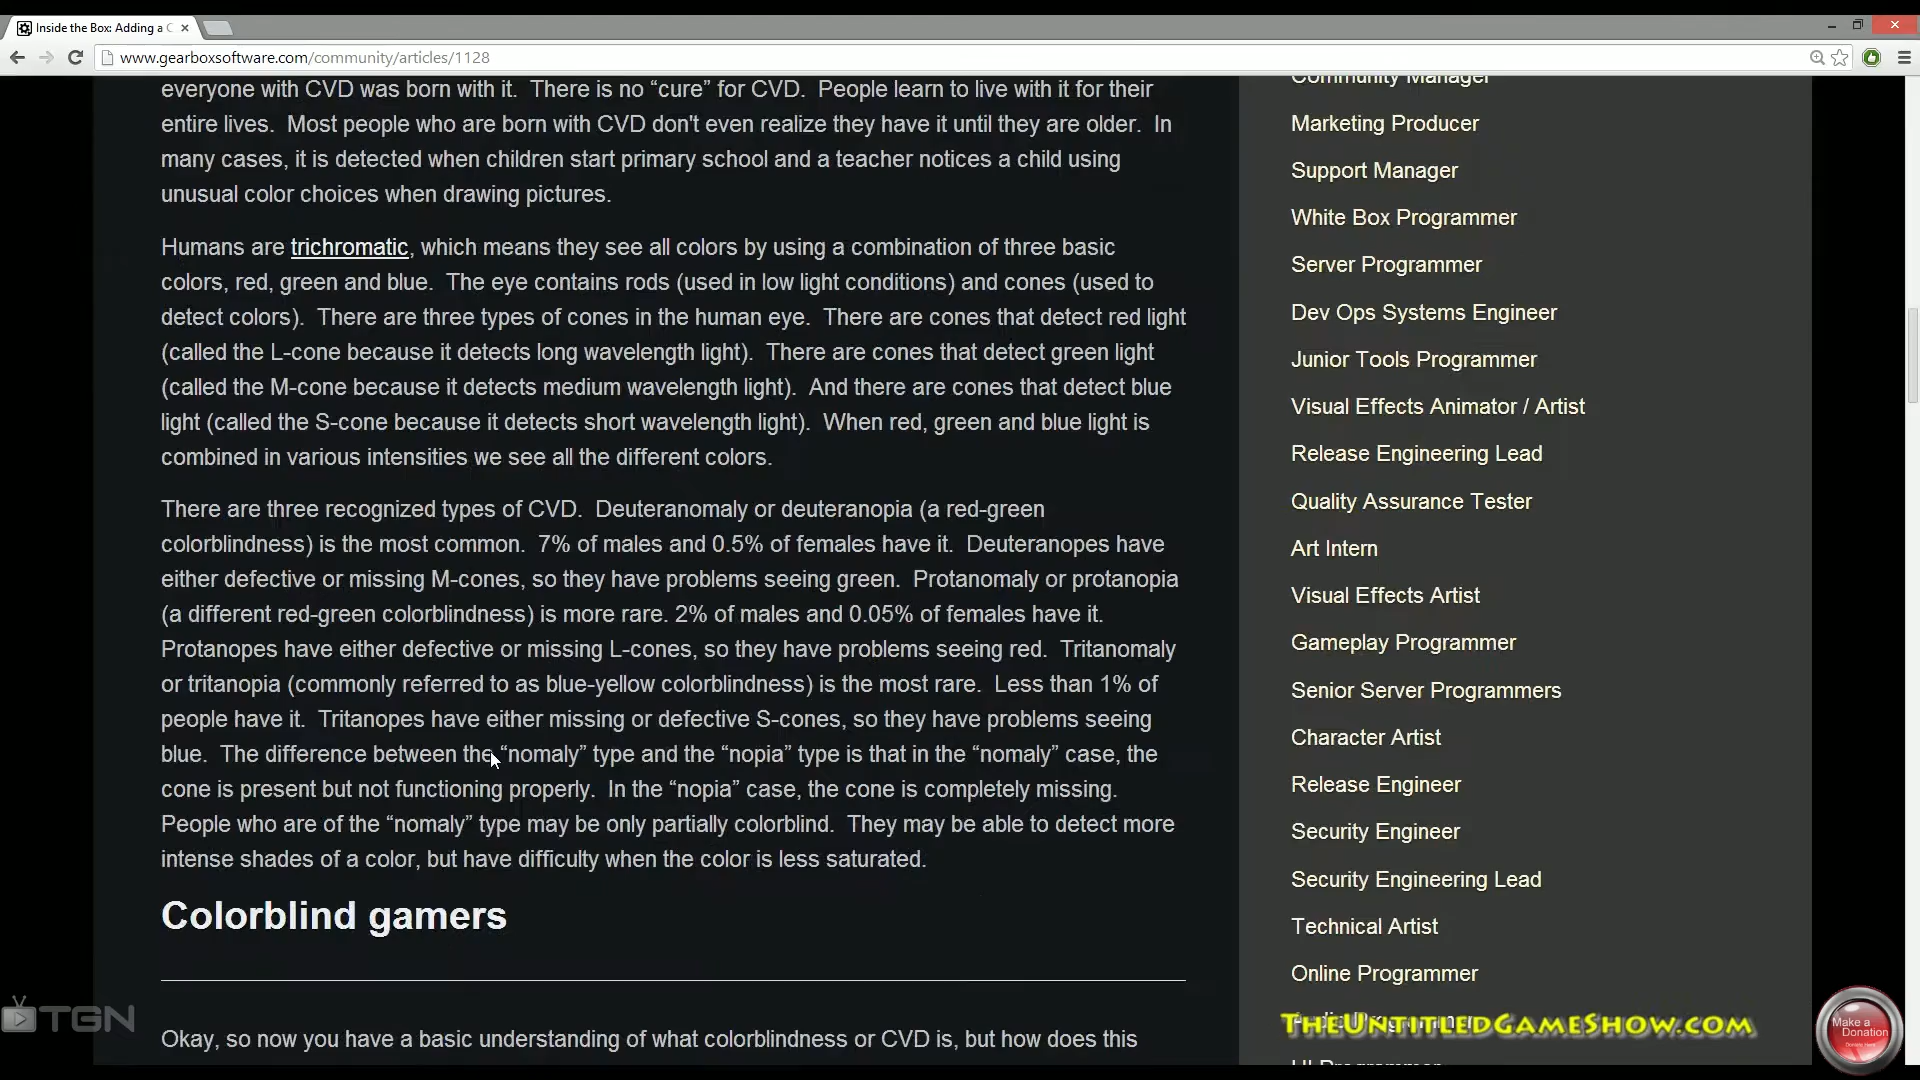 Inside the Box: Adding a C
www.gearboxsoftware.com/community/articles/1128
everyone with CVD was born with it.  There is no “cure” for CVD.  People learn to live with it for their
entire lives.  Most people who are born with CVD don't even realize they have it until they are older.  In
many cases, it is detected when children start primary school and a teacher notices a child using
unusual color choices when drawing pictures.
Humans are trichromatic, which means they see all colors by using a combination of three basic
colors, red, green and blue.  The eye contains rods (used in low light conditions) and cones (used to
detect colors).  There are three types of cones in the human eye.  There are cones that detect red light
(called the L-cone because it detects long wavelength light).  There are cones that detect green light
(called the M-cone because it detects medium wavelength light).  And there are cones that detect blue
light (called the S-cone because it detects short wavelength light).  When red, green and blue light is
combined in various intensities we see all the different colors.
There are three recognized types of CVD.  Deuteranomaly or deuteranopia (a red-green
colorblindness) is the most common.  7% of males and 0.5% of females have it.  Deuteranopes have
either defective or missing M-cones, so they have problems seeing green.  Protanomaly or protanopia
(a different red-green colorblindness) is more rare. 2% of males and 0.05% of females have it.
Protanopes have either defective or missing L-cones, so they have problems seeing red.  Tritanomaly
or tritanopia (commonly referred to as blue-yellow colorblindness) is the most rare.  Less than 1% of
people have it.  Tritanopes have either missing or defective S-cones, so they have problems seeing
blue.  The difference between the “nomaly” type and the “nopia” type is that in the “nomaly” case, the
cone is present but not functioning properly.  In the “nopia” case, the cone is completely missing.
People who are of the “nomaly” type may be only partially colorblind.  They may be able to detect more
intense shades of a color, but have difficulty when the color is less saturated.
Colorblind gamers
Okay, so now you have a basic understanding of what colorblindness or CVD is, but how does this
Community Manager
Marketing Producer
Support Manager
White Box Programmer
Server Programmer
Dev Ops Systems Engineer
Junior Tools Programmer
Visual Effects Animator / Artist
Release Engineering Lead
Quality Assurance Tester
Art Intern
Visual Effects Artist
Gameplay Programmer
Senior Server Programmers
Character Artist
Release Engineer
Security Engineer
Security Engineering Lead
Technical Artist
Online Programmer
TheUntitledGameShow.com
UI Programmer
TGN
Make a
Donation